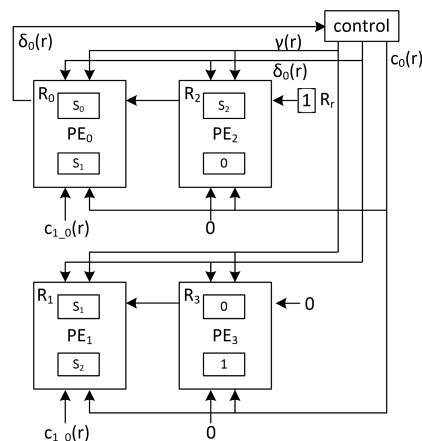 control
δ₀(r)
γ(r)
δ₀(r)
c₀(r)
R₀ S₀ R₂ S₂ 1 Rᵣ
PE₀ PE₂
S₁ 0
c₁_₀(r) 0
R₁ S₁ R₃ 0 0
PE₁ PE₃
S₂ 1
c₁_₀(r) 0